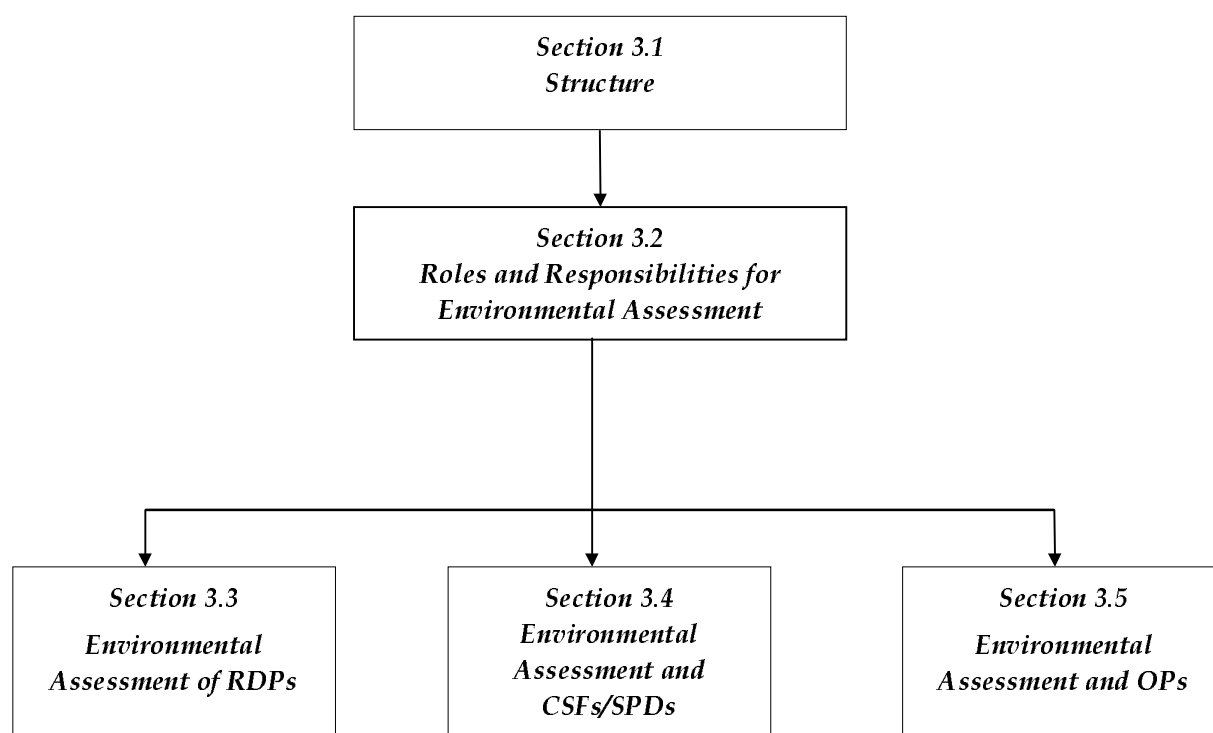 Section 3.1
Structure
Section 3.2
Roles and Responsibilities for
Environmental Assessment
Section 3.3
Environmental
Assessment of RDPs
Section 3.4
Environmental
Assessment and
CSFs/SPDs
Section 3.5
Environmental
Assessment and OPs